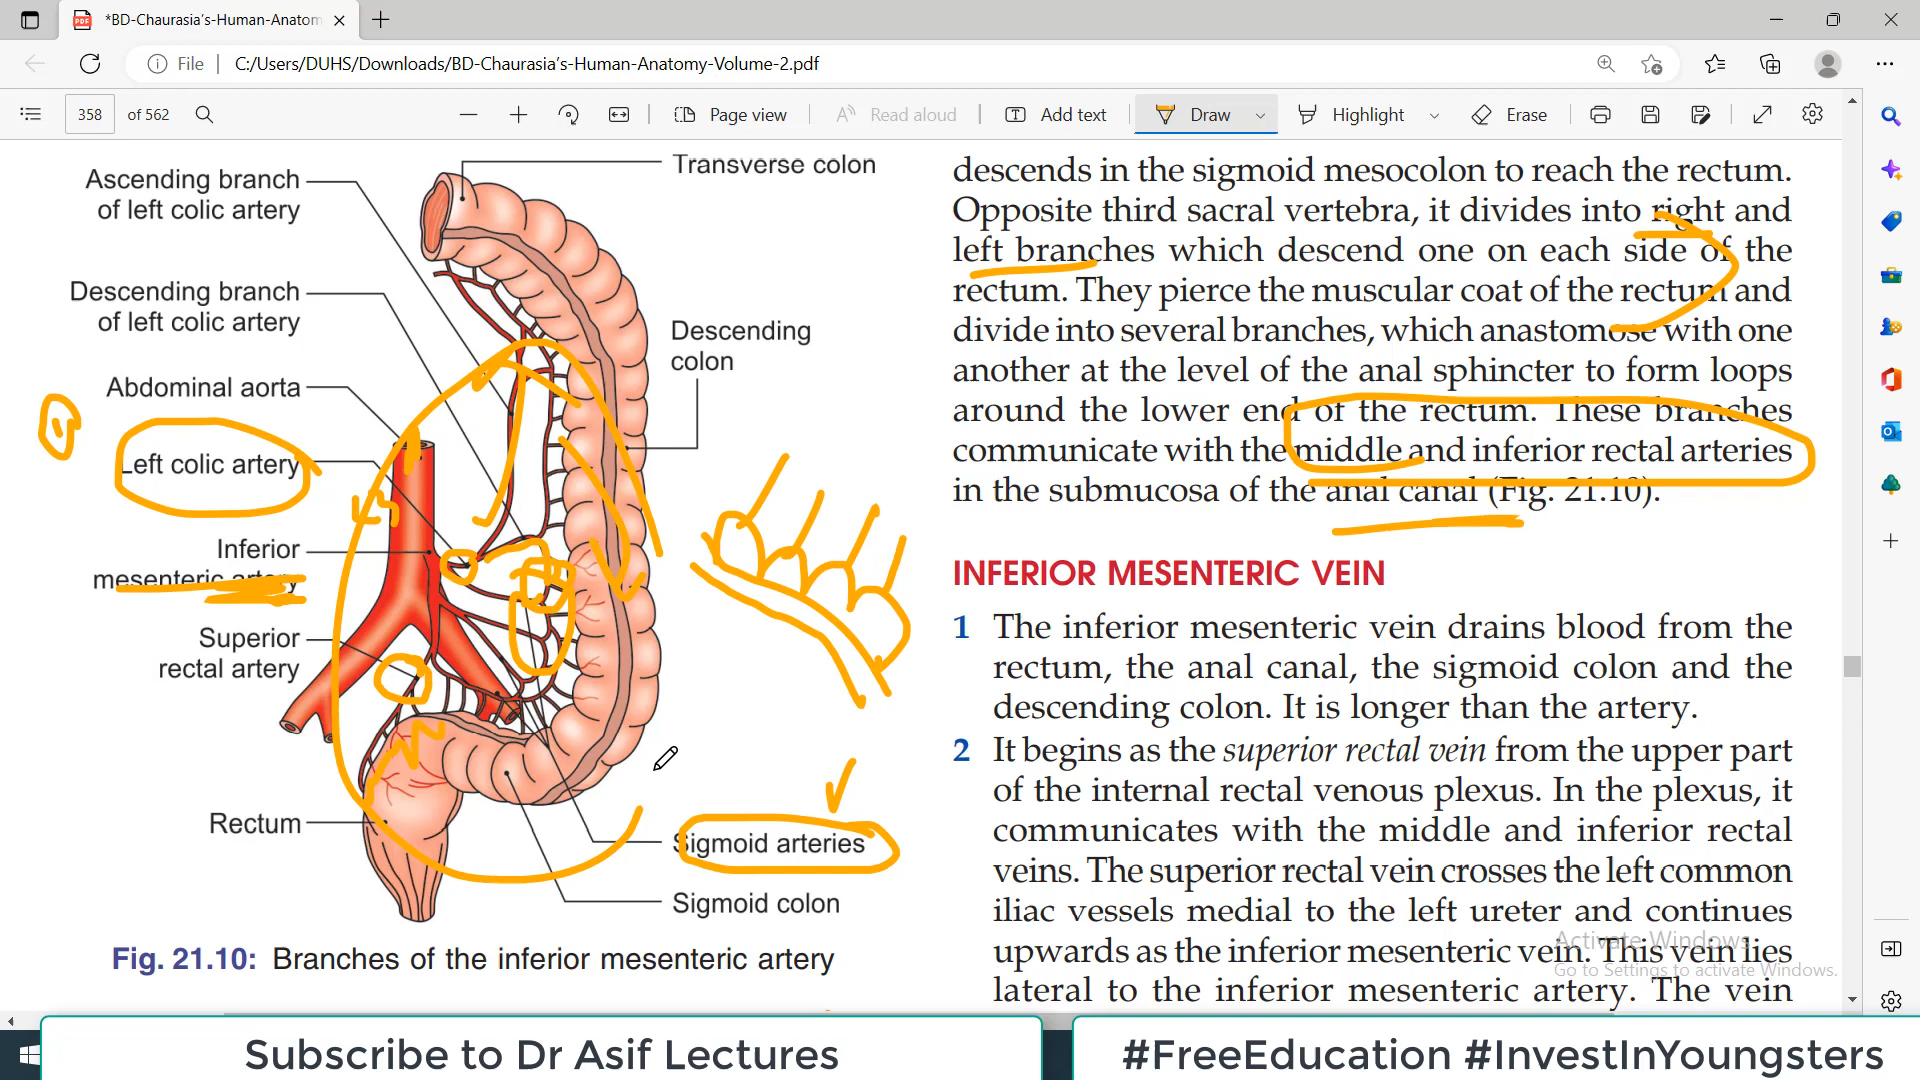 *BD-Chaurasia's-Human-Anatom
File
C:/Users/DUHS/Downloads/BD-Chaurasia's-Human-Anatomy-Volume-2.pdf
358 of 562
Page view
Read aloud
Add text
Draw
Highlight
Erase
Transverse colon
Ascending branch
of left colic artery
Descending branch
of left colic artery
Descending
colon
Abdominal aorta
Left colic artery
Inferior
mesenteric artery
Superior
rectal artery
Rectum
Sigmoid arteries
Sigmoid colon
Fig. 21.10: Branches of the inferior mesenteric artery
descends in the sigmoid mesocolon to reach the rectum.
Opposite third sacral vertebra, it divides into right and
left branches which descend one on each side of the
rectum. They pierce the muscular coat of the rectum and
divide into several branches, which anastomose with one
another at the level of the anal sphincter to form loops
around the lower end of the rectum. These branches
communicate with the middle and inferior rectal arteries
in the submucosa of the anal canal (Fig. 21.10).
INFERIOR MESENTERIC VEIN
1 The inferior mesenteric vein drains blood from the
rectum, the anal canal, the sigmoid colon and the
descending colon. It is longer than the artery.
2 It begins as the superior rectal vein from the upper part
of the internal rectal venous plexus. In the plexus, it
communicates with the middle and inferior rectal
veins. The superior rectal vein crosses the left common
iliac vessels medial to the left ureter and continues
upwards as the inferior mesenteric vein. This vein lies
lateral to the inferior mesenteric artery. The vein
Activate Windows
Go to Settings to activate Windows.
Subscribe to Dr Asif Lectures
#FreeEducation #InvestInYoungsters